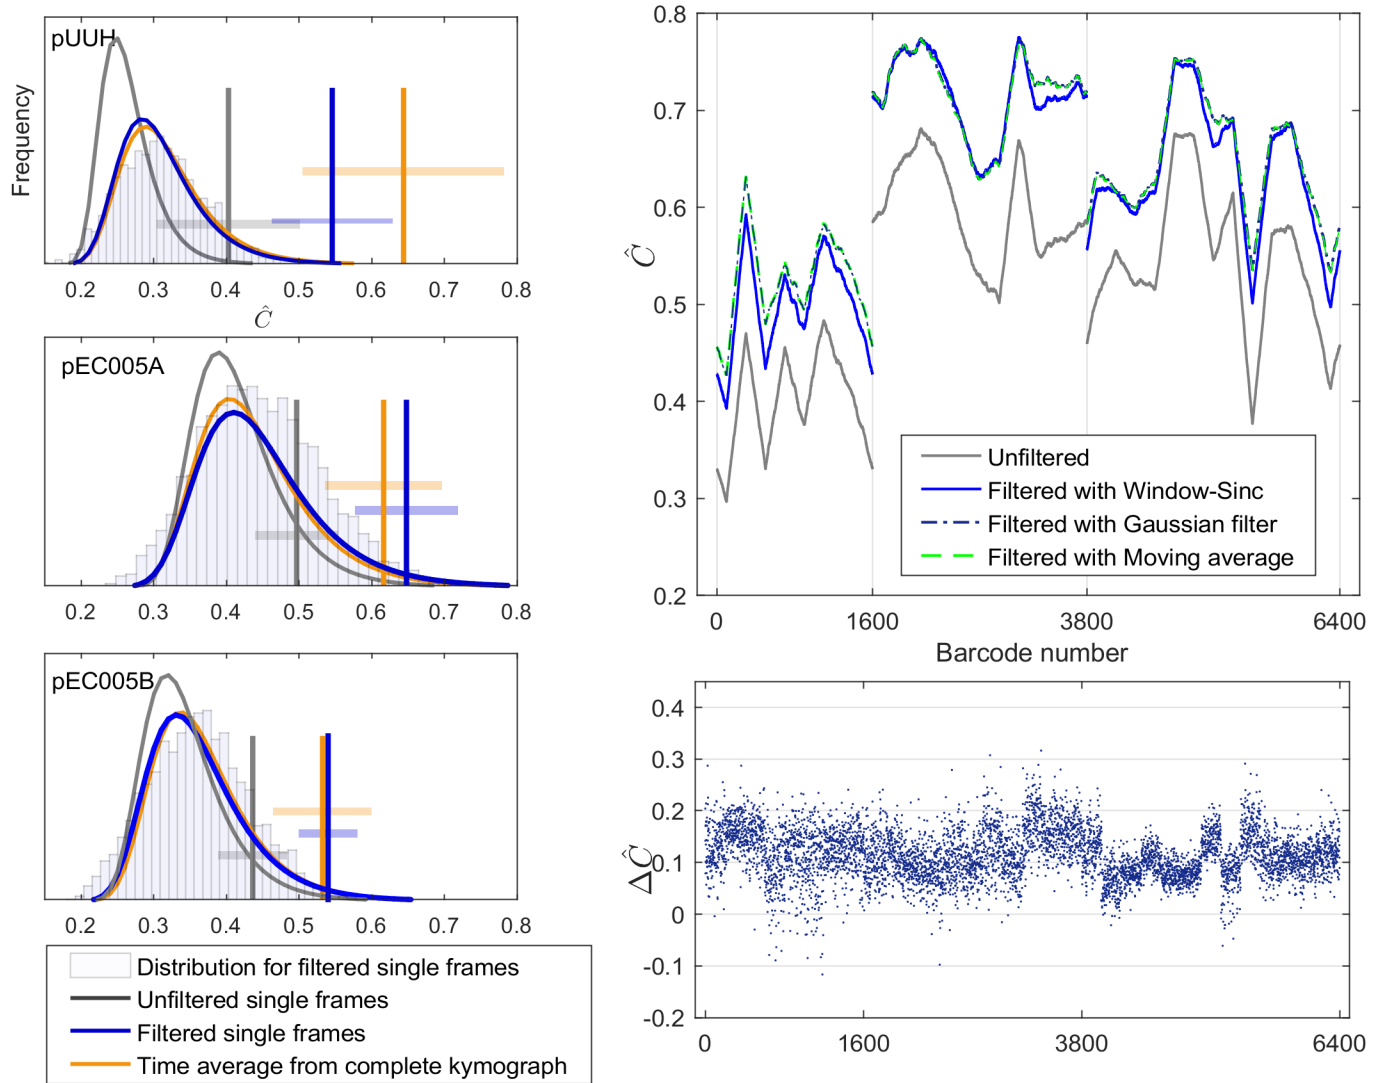 pUUH
Frequency
0.2 0.3 0.4 0.5 0.6 0.7 0.8
Ĉ
pEC005A
0.2 0.3 0.4 0.5 0.6 0.7 0.8
pEC005B
0.2 0.3 0.4 0.5 0.6 0.7 0.8
Distribution for filtered single frames
Unfiltered single frames
Filtered single frames
Time average from complete kymograph
0.8
0.7
0.6
0.5
0.4
0.3
0.2
Ĉ
Unfiltered
Filtered with Window-Sinc
Filtered with Gaussian filter
Filtered with Moving average
0 1600 3800 6400
Barcode number
0.4
0.3
0.2
0.1
0
-0.1
-0.2
ΔĈ
0 1600 3800 6400